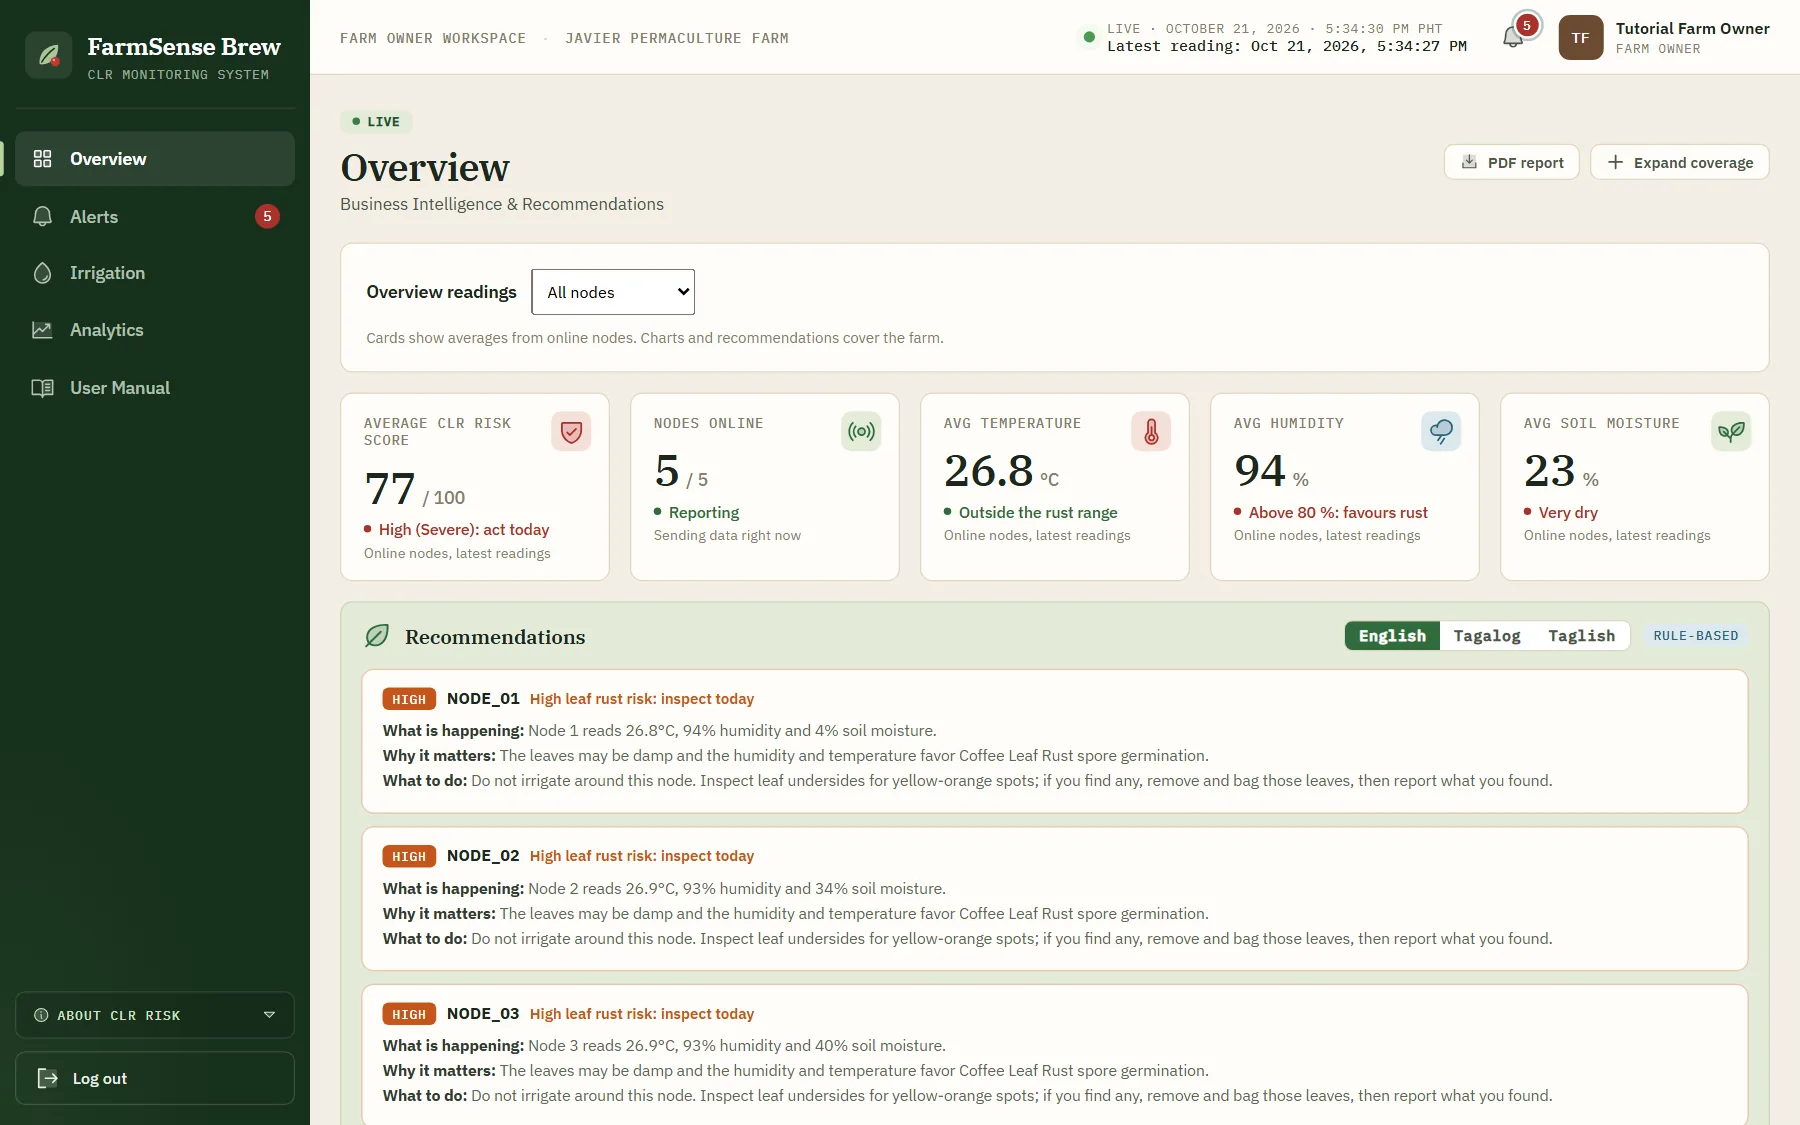 FarmSense Brew
CLR MONITORING SYSTEM
Overview
Alerts
5
Irrigation
Analytics
User Manual
ABOUT CLR RISK
Log out
FARM OWNER WORKSPACE · JAVIER PERMACULTURE FARM
LIVE · OCTOBER 21, 2026 · 5:34:30 PM PHT
Latest reading: Oct 21, 2026, 5:34:27 PM
5
TF
Tutorial Farm Owner
FARM OWNER
LIVE
Overview
Business Intelligence & Recommendations
PDF report
Expand coverage
Overview readings
All nodes
Cards show averages from online nodes. Charts and recommendations cover the farm.
AVERAGE CLR RISK
SCORE
77 / 100
High (Severe): act today
Online nodes, latest readings
NODES ONLINE
5 / 5
Reporting
Sending data right now
AVG TEMPERATURE
26.8 °C
Outside the rust range
Online nodes, latest readings
AVG HUMIDITY
94 %
Above 80 %: favours rust
Online nodes, latest readings
AVG SOIL MOISTURE
23 %
Very dry
Online nodes, latest readings
Recommendations
English
Tagalog
Taglish
RULE-BASED
HIGH NODE_01 High leaf rust risk: inspect today
What is happening: Node 1 reads 26.8°C, 94% humidity and 4% soil moisture.
Why it matters: The leaves may be damp and the humidity and temperature favor Coffee Leaf Rust spore germination.
What to do: Do not irrigate around this node. Inspect leaf undersides for yellow-orange spots; if you find any, remove and bag those leaves, then report what you found.
HIGH NODE_02 High leaf rust risk: inspect today
What is happening: Node 2 reads 26.9°C, 93% humidity and 34% soil moisture.
Why it matters: The leaves may be damp and the humidity and temperature favor Coffee Leaf Rust spore germination.
What to do: Do not irrigate around this node. Inspect leaf undersides for yellow-orange spots; if you find any, remove and bag those leaves, then report what you found.
HIGH NODE_03 High leaf rust risk: inspect today
What is happening: Node 3 reads 26.9°C, 93% humidity and 40% soil moisture.
Why it matters: The leaves may be damp and the humidity and temperature favor Coffee Leaf Rust spore germination.
What to do: Do not irrigate around this node. Inspect leaf undersides for yellow-orange spots; if you find any, remove and bag those leaves, then report what you found.